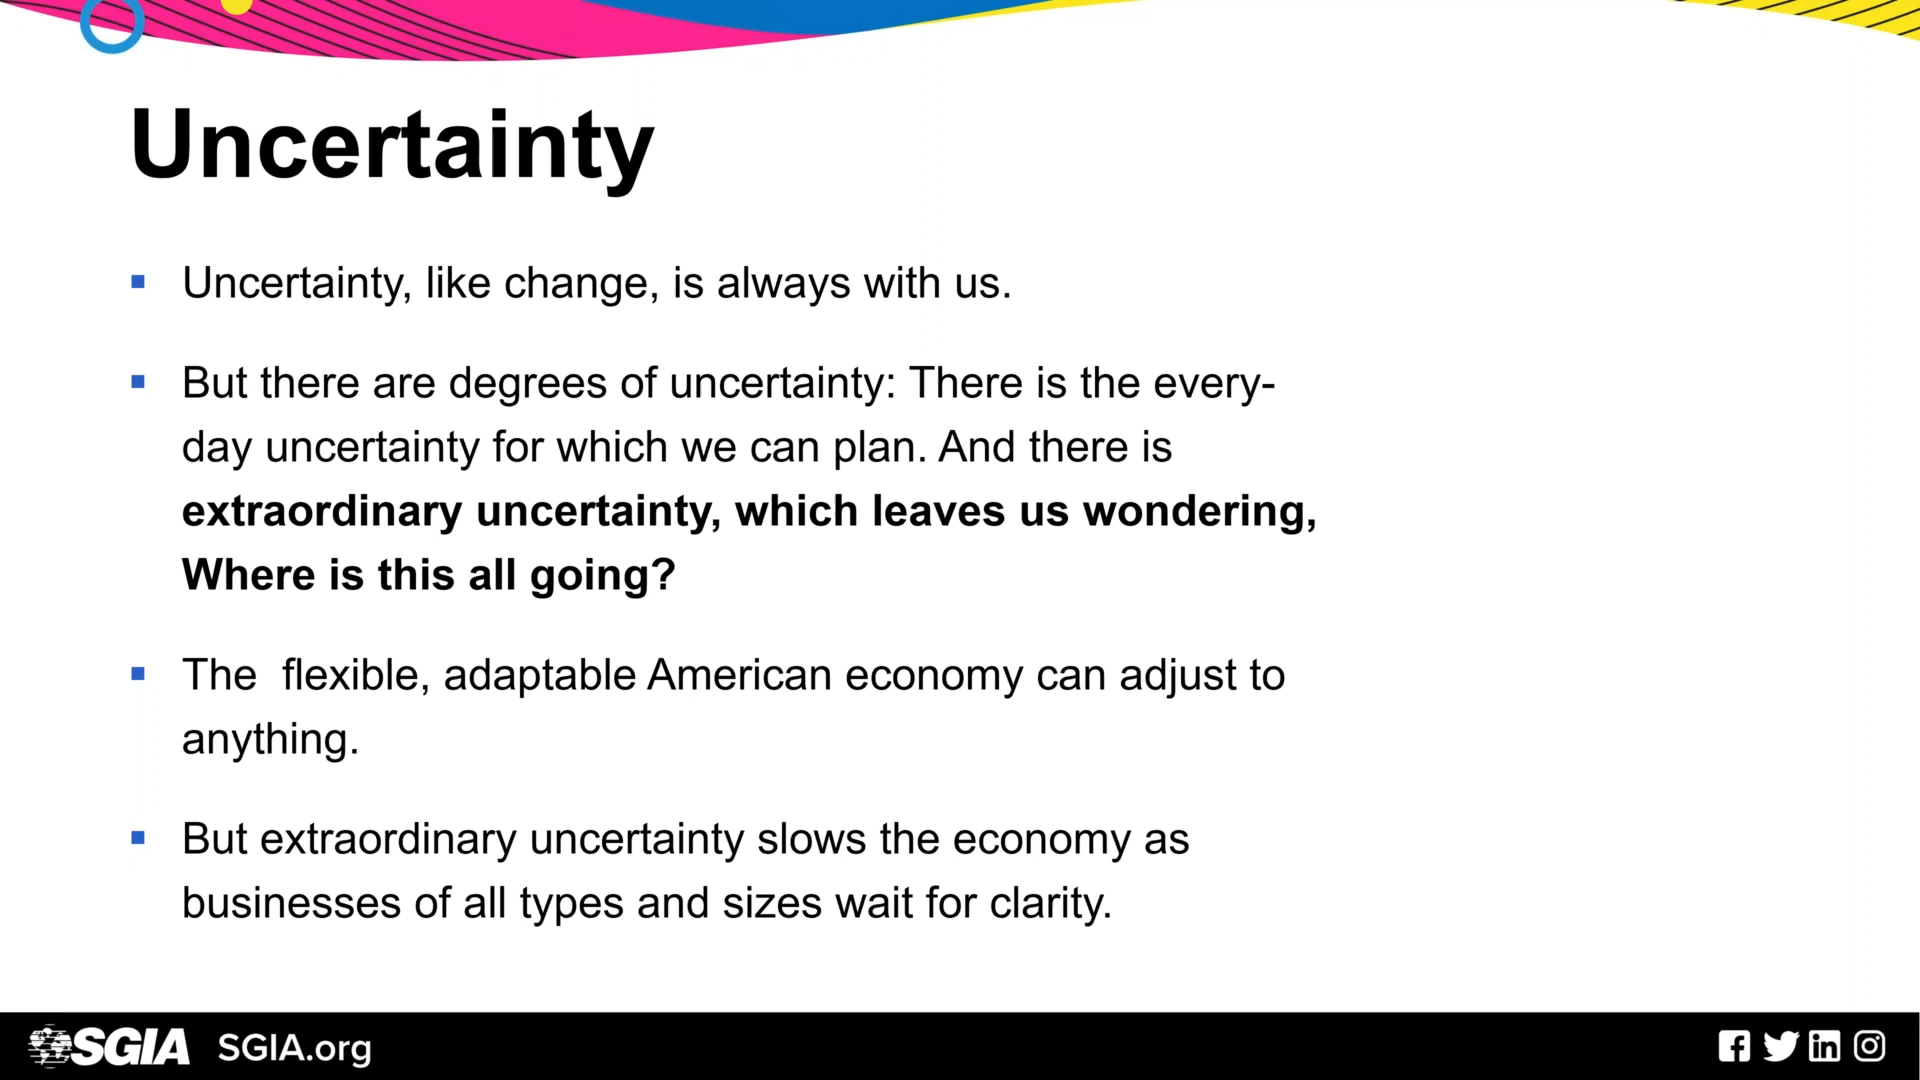 Uncertainty
Uncertainty, like change, is always with us.
But there are degrees of uncertainty: There is the every-
day uncertainty for which we can plan. And there is
extraordinary uncertainty, which leaves us wondering,
Where is this all going?
The  flexible, adaptable American economy can adjust to
anything.
But extraordinary uncertainty slows the economy as
businesses of all types and sizes wait for clarity.
SGIA SGIA.org